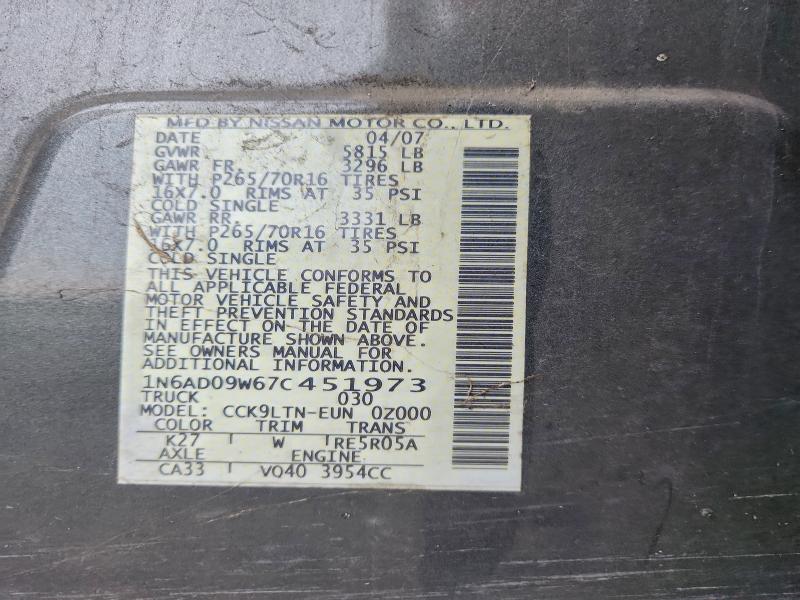 MFD BY NISSAN MOTOR CO., LTD.
DATE 04/07
GVWR 5815 LB
GAWR FR. 3296 LB
WITH P265/70R16 TIRES
16X7.0 RIMS AT 35 PSI
COLD SINGLE
GAWR RR. 3331 LB
WITH P265/70R16 TIRES
16X7.0 RIMS AT 35 PSI
COLD SINGLE
THIS VEHICLE CONFORMS TO
ALL APPLICABLE FEDERAL
MOTOR VEHICLE SAFETY AND
THEFT PREVENTION STANDARDS
IN EFFECT ON THE DATE OF
MANUFACTURE SHOWN ABOVE.
SEE OWNERS MANUAL FOR
ADDITIONAL INFORMATION.
1N6AD09W67C451973
TRUCK 030
MODEL: CCK9LTN-EUN 0Z000
COLOR TRIM TRANS
K27 W RE5R05A
AXLE ENGINE
CA33 VQ40 3954CC